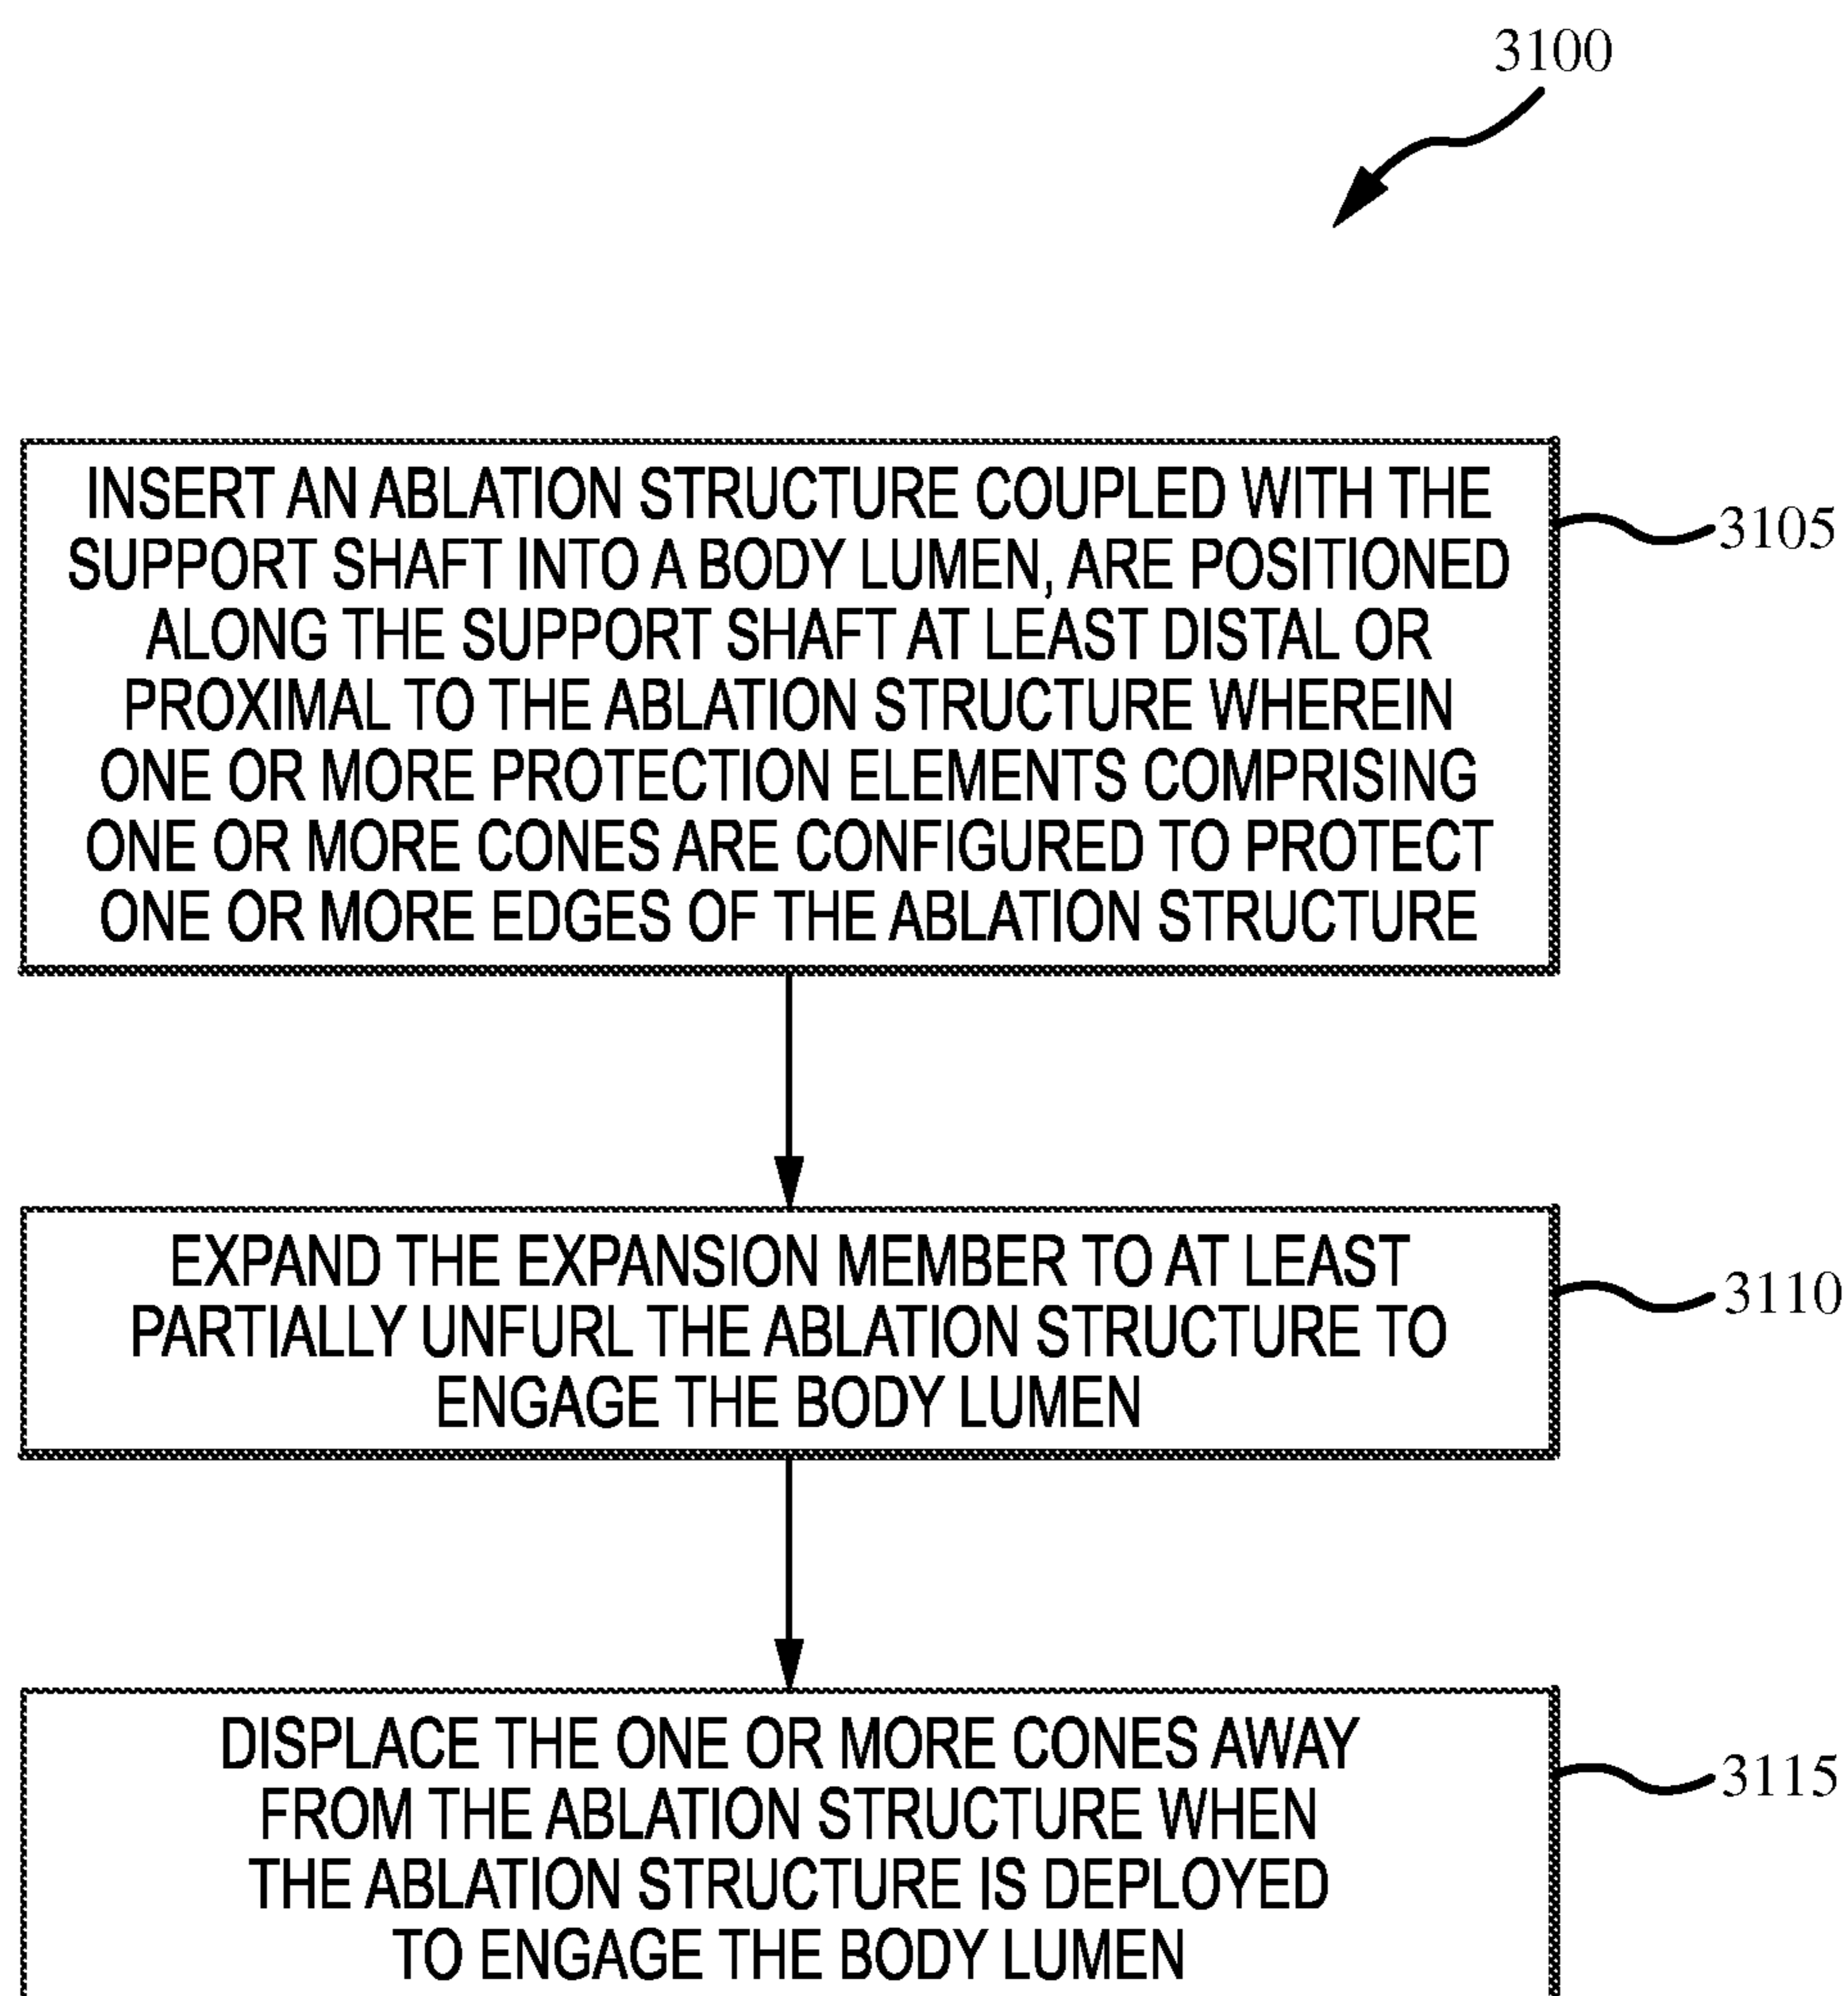 3100
INSERT AN ABLATION STRUCTURE COUPLED WITH THE
SUPPORT SHAFT INTO A BODY LUMEN, ARE POSITIONED
ALONG THE SUPPORT SHAFT AT LEAST DISTAL OR
PROXIMAL TO THE ABLATION STRUCTURE WHEREIN
ONE OR MORE PROTECTION ELEMENTS COMPRISING
ONE OR MORE CONES ARE CONFIGURED TO PROTECT
ONE OR MORE EDGES OF THE ABLATION STRUCTURE
3105
EXPAND THE EXPANSION MEMBER TO AT LEAST
PARTIALLY UNFURL THE ABLATION STRUCTURE TO
ENGAGE THE BODY LUMEN
3110
DISPLACE THE ONE OR MORE CONES AWAY
FROM THE ABLATION STRUCTURE WHEN
THE ABLATION STRUCTURE IS DEPLOYED
TO ENGAGE THE BODY LUMEN
3115